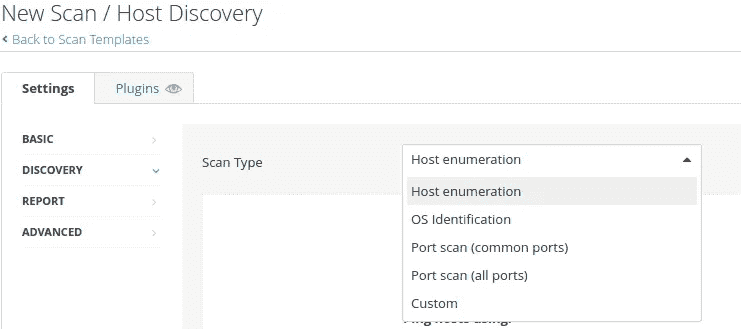 New Scan / Host Discovery
Back to Scan Templates
Settings
Plugins
BASIC
DISCOVERY
REPORT
ADVANCED
Scan Type
Host enumeration
Host enumeration
OS Identification
Port scan (common ports)
Port scan (all ports)
Custom